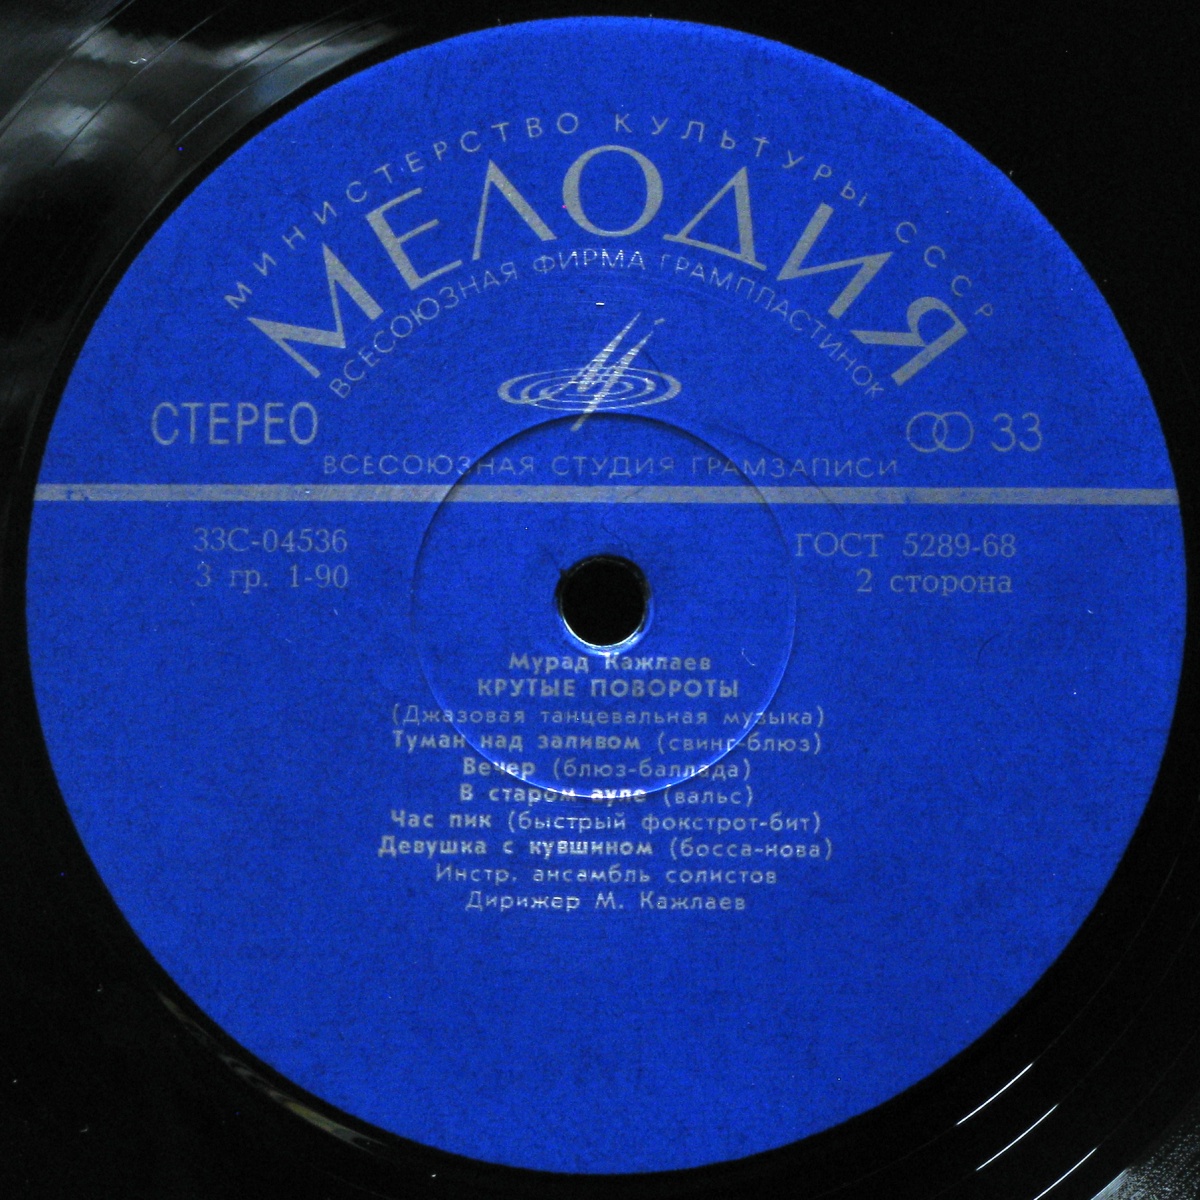 МИНИСТЕРСТВО КУЛЬТУРЫ СССР
МЕЛОДИЯ
ВСЕСОЮЗНАЯ ФИРМА ГРАМПЛАСТИНОК
СТЕРЕО
33
ВСЕСОЮЗНАЯ СТУДИЯ ГРАМЗАПИСИ
33С-04536
ГОСТ 5289-68
3 гр. 1-90
2 сторона
Мурад Кажлаев
КРУТЫЕ ПОВОРОТЫ
(Джазовая танцевальная музыка)
Туман над заливом (свинг-блюз)
Вечер (блюз-баллада)
В старом ауле (вальс)
Час пик (быстрый фокстрот-бит)
Девушка с кувшином (босса-нова)
Инстр. ансамбль солистов
Дирижер М. Кажлаев